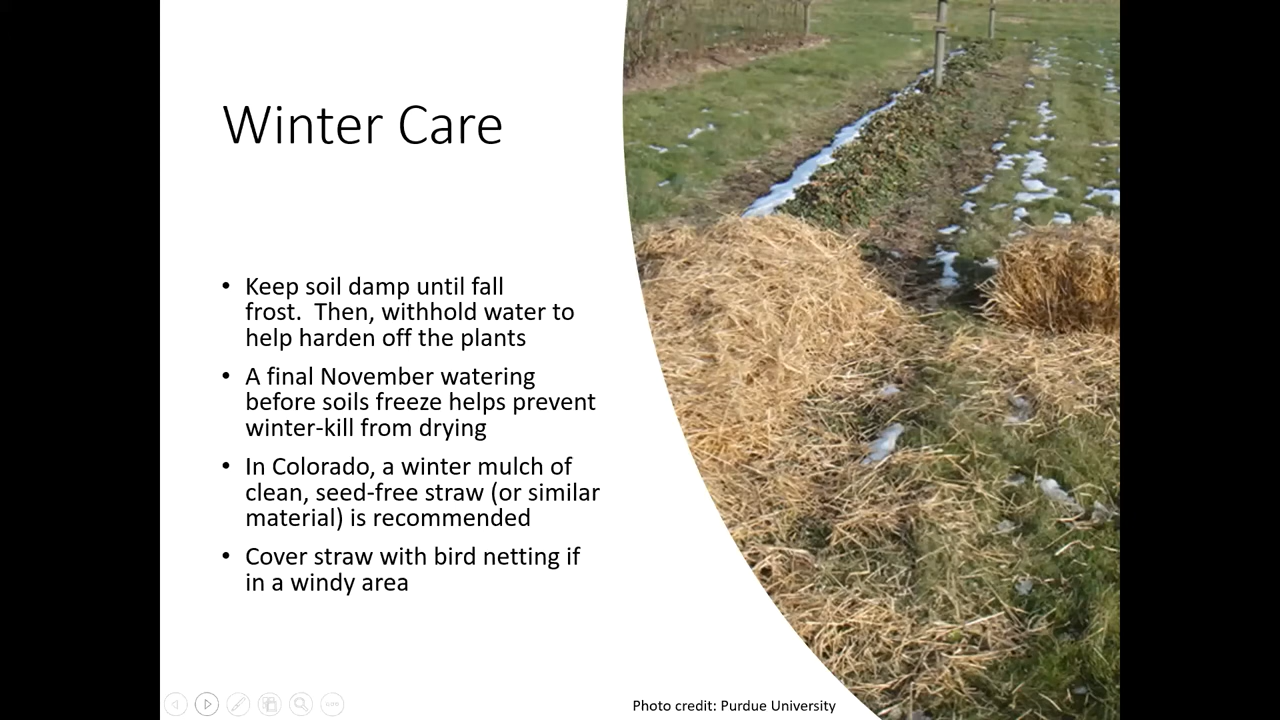 Winter Care
• Keep soil damp until fall
frost.  Then, withhold water to
help harden off the plants
• A final November watering
before soils freeze helps prevent
winter-kill from drying
• In Colorado, a winter mulch of
clean, seed-free straw (or similar
material) is recommended
• Cover straw with bird netting if
in a windy area
Photo credit: Purdue University